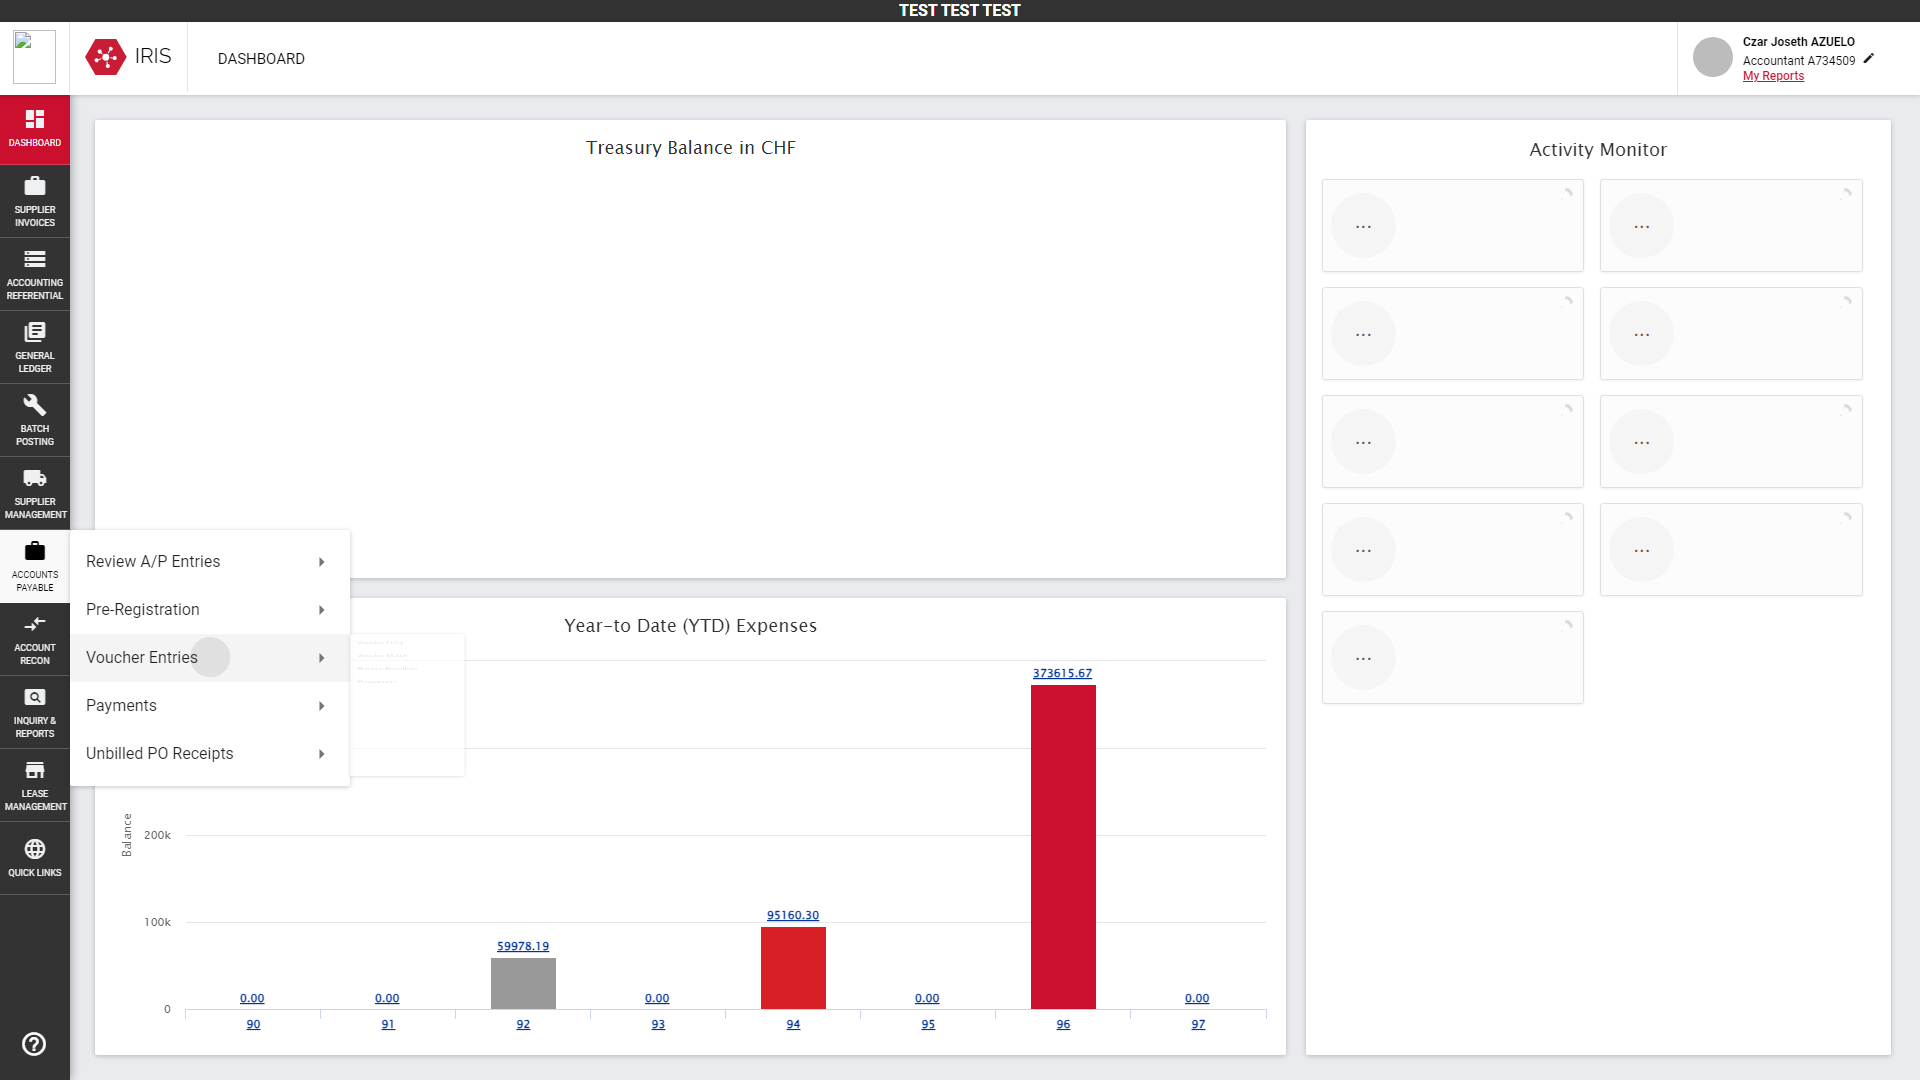 TEST TEST TEST
IRIS
DASHBOARD
Czar Joseth AZUELO
Accountant A734509
My Reports
DASHBOARD
SUPPLIER
INVOICES
ACCOUNTING
REFERENTIAL
GENERAL
LEDGER
BATCH
POSTING
SUPPLIER
MANAGEMENT
ACCOUNTS
PAYABLE
ACCOUNT
RECON
INQUIRY &
REPORTS
LEASE
MANAGEMENT
QUICK LINKS
Review A/P Entries
Pre-Registration
Voucher Entries
Payments
Unbilled PO Receipts
Treasury Balance in CHF
Year-to Date (YTD) Expenses
Balance
200k
100k
0
0.00
0.00
59978.19
0.00
95160.30
0.00
373615.67
0.00
90
91
92
93
94
95
96
97
Activity Monitor
...
...
...
...
...
...
...
...
...